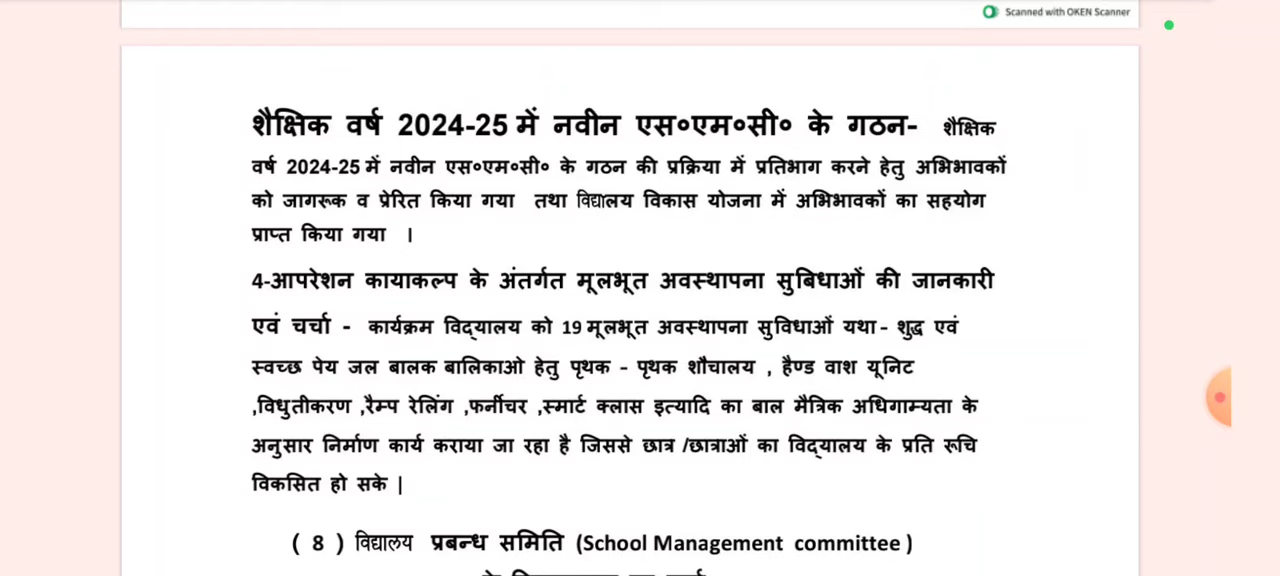 Scanned with OKEN Scanner
शैक्षिक वर्ष 2024-25 में नवीन एस०एम०सी० के गठन- शैक्षिक
वर्ष 2024-25 में नवीन एस०एम०सी० के गठन की प्रक्रिया में प्रतिभाग करने हेतु अभिभावकों
को जागरूक व प्रेरित किया गया तथा विद्यालय विकास योजना में अभिभावकों का सहयोग
प्राप्त किया गया ।
4-आपरेशन कायाकल्प के अंतर्गत मूलभूत अवस्थापना सुबिधाओं की जानकारी
एवं चर्चा - कार्यक्रम विद्यालय को 19 मूलभूत अवस्थापना सुविधाओं यथा- शुद्ध एवं
स्वच्छ पेय जल बालक बालिकाओ हेतु पृथक - पृथक शौचालय , हैण्ड वाश यूनिट
,विधुतीकरण ,रैम्प रेलिंग ,फर्नीचर ,स्मार्ट क्लास इत्यादि का बाल मैत्रिक अधिगाम्यता के
अनुसार निर्माण कार्य कराया जा रहा है जिससे छात्र /छात्राओं का विद्यालय के प्रति रूचि
विकसित हो सके |
( 8 ) विद्यालय प्रबन्ध समिति (School Management committee )